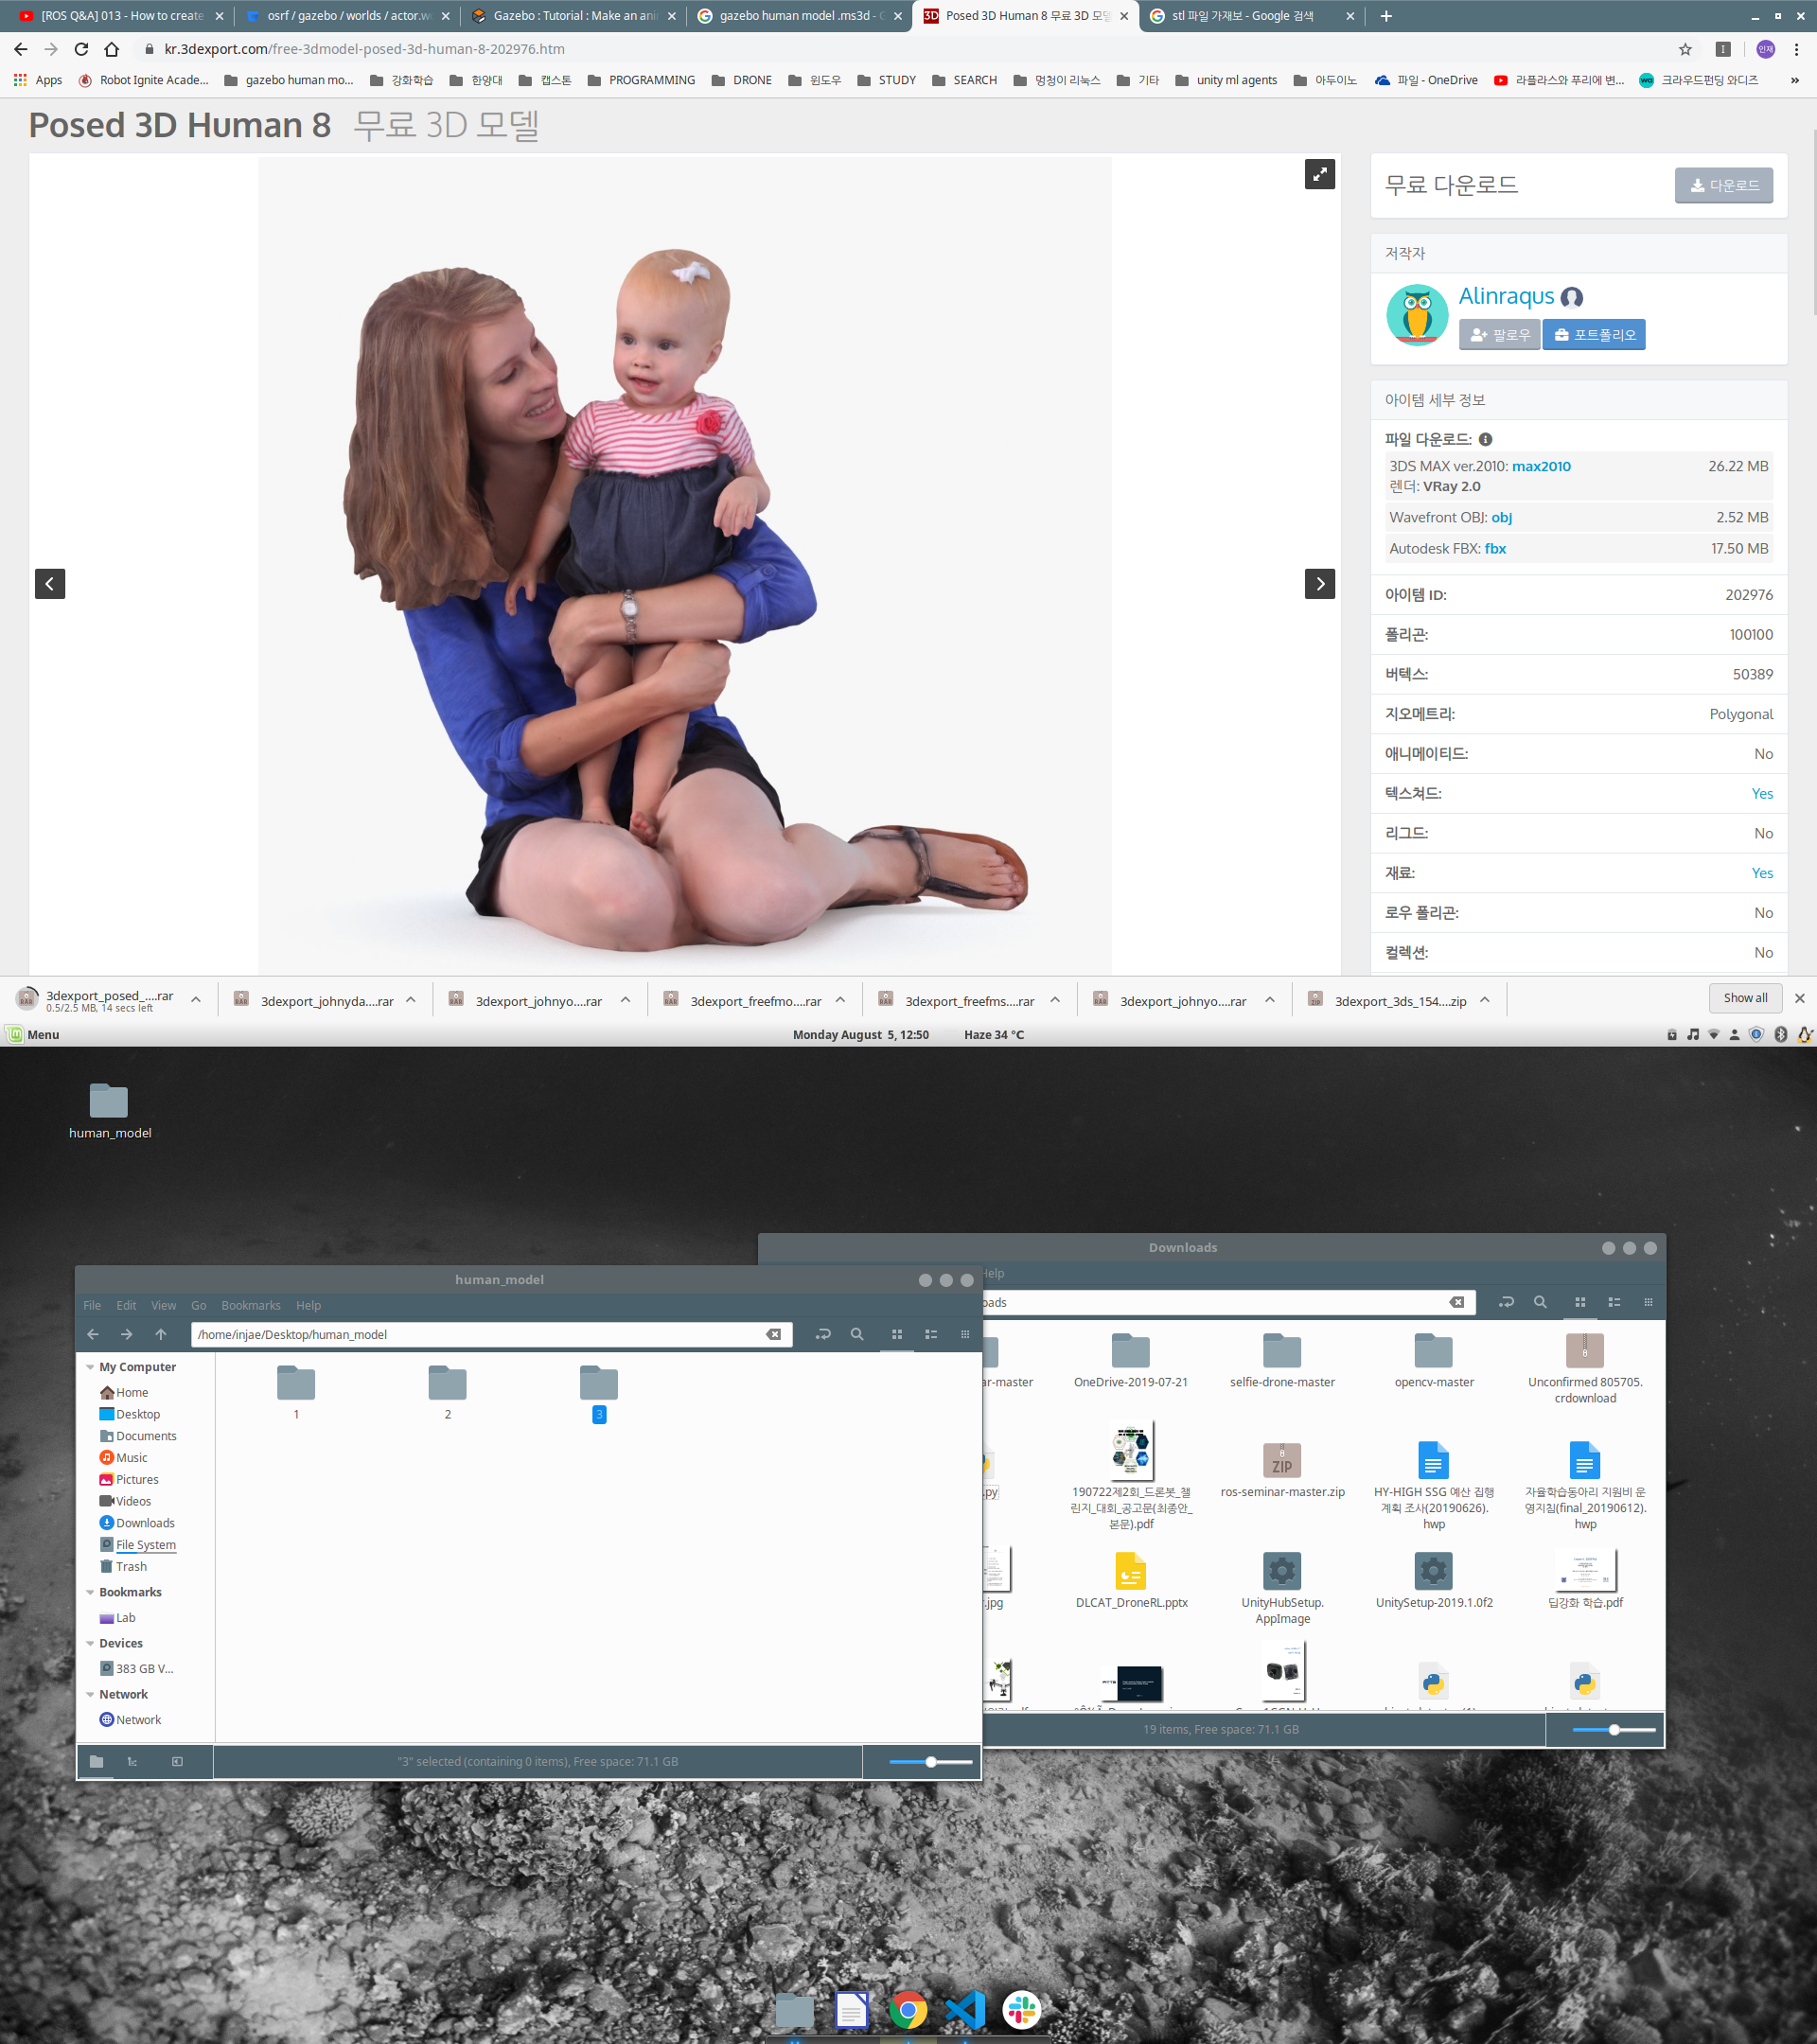 [ROS Q&A] 013 - How to create
osrf / gazebo / worlds / actor.w
Gazebo : Tutorial : Make an ani
gazebo human model .ms3d - G
Posed 3D Human 8 무료 3D 모델
stl 파일 가재보 - Google 검색
kr.3dexport.com/free-3dmodel-posed-3d-human-8-202976.htm
인재
Apps
Robot Ignite Acade...
gazebo human mo...
강화학습
한양대
캡스톤
PROGRAMMING
DRONE
윈도우
STUDY
SEARCH
멍청이 리눅스
기타
unity ml agents
아두이노
파일 - OneDrive
라플라스와 푸리에 변...
크라우드펀딩 와디즈
»
Posed 3D Human 8 무료 3D 모델
무료 다운로드
다운로드
저작자
Alinraqus
팔로우
포트폴리오
아이템 세부 정보
파일 다운로드:
3DS MAX ver.2010: max2010 26.22 MB
렌더: VRay 2.0
Wavefront OBJ: obj 2.52 MB
Autodesk FBX: fbx 17.50 MB
아이템 ID: 202976
폴리곤: 100100
버텍스: 50389
지오메트리: Polygonal
애니메이티드: No
텍스쳐드: Yes
리그드: No
재료: Yes
로우 폴리곤: No
컬렉션: No
3dexport_posed_....rar
0.5/2.5 MB, 14 secs left
3dexport_johnyda....rar
3dexport_johnyo....rar
3dexport_freefmo....rar
3dexport_freefms....rar
3dexport_johnyo....rar
3dexport_3ds_154....zip
Show all
Menu
Monday August 5, 12:50
Haze 34 °C
human_model
Downloads
Help
oads
ar-master
OneDrive-2019-07-21
selfie-drone-master
opencv-master
Unconfirmed 805705.
crdownload
.py
190722제2회_드론봇_챌
린지_대회_공고문(최종안_
본문).pdf
ZIP
ros-seminar-master.zip
HY-HIGH SSG 예산 집행
계획 조사(20190626).
hwp
자율학습동아리 지원비 운
영지침(final_20190612).
hwp
r.jpg
DLCAT_DroneRL.pptx
UnityHubSetup.
AppImage
UnitySetup-2019.1.0f2
딥강화 학습.pdf
19 items, Free space: 71.1 GB
human_model
File
Edit
View
Go
Bookmarks
Help
/home/injae/Desktop/human_model
My Computer
Home
Desktop
Documents
Music
Pictures
Videos
Downloads
File System
Trash
Bookmarks
Lab
Devices
383 GB V...
Network
Network
1
2
3
"3" selected (containing 0 items), Free space: 71.1 GB